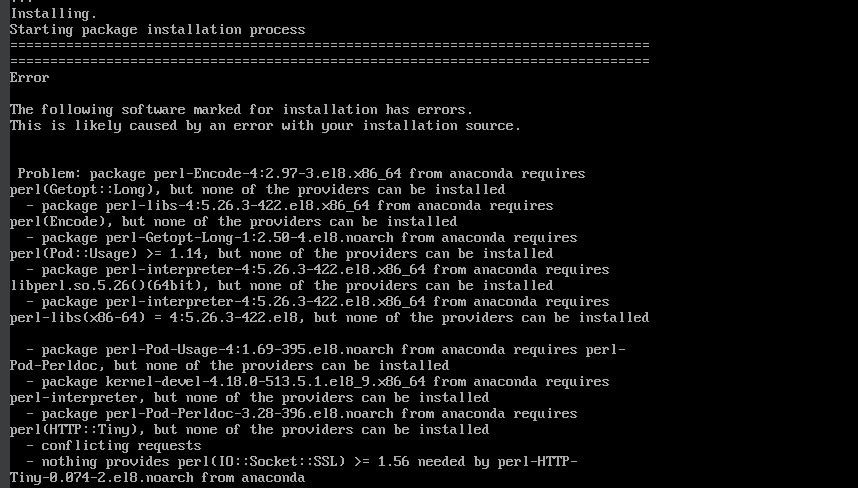 ...
Installing.
Starting package installation process
================================================================================
================================================================================
Error

The following software marked for installation has errors.
This is likely caused by an error with your installation source.

 Problem: package perl-Encode-4:2.97-3.el8.x86_64 from anaconda requires
perl(Getopt::Long), but none of the providers can be installed
  - package perl-libs-4:5.26.3-422.el8.x86_64 from anaconda requires
perl(Encode), but none of the providers can be installed
  - package perl-Getopt-Long-1:2.50-4.el8.noarch from anaconda requires
perl(Pod::Usage) >= 1.14, but none of the providers can be installed
  - package perl-interpreter-4:5.26.3-422.el8.x86_64 from anaconda requires
libperl.so.5.26()(64bit), but none of the providers can be installed
  - package perl-interpreter-4:5.26.3-422.el8.x86_64 from anaconda requires
perl-libs(x86-64) = 4:5.26.3-422.el8, but none of the providers can be installed

  - package perl-Pod-Usage-4:1.69-395.el8.noarch from anaconda requires perl-
Pod-Perldoc, but none of the providers can be installed
  - package kernel-devel-4.18.0-513.5.1.el8_9.x86_64 from anaconda requires
perl-interpreter, but none of the providers can be installed
  - package perl-Pod-Perldoc-3.28-396.el8.noarch from anaconda requires
perl(HTTP::Tiny), but none of the providers can be installed
  - conflicting requests
  - nothing provides perl(IO::Socket::SSL) >= 1.56 needed by perl-HTTP-
Tiny-0.074-2.el8.noarch from anaconda